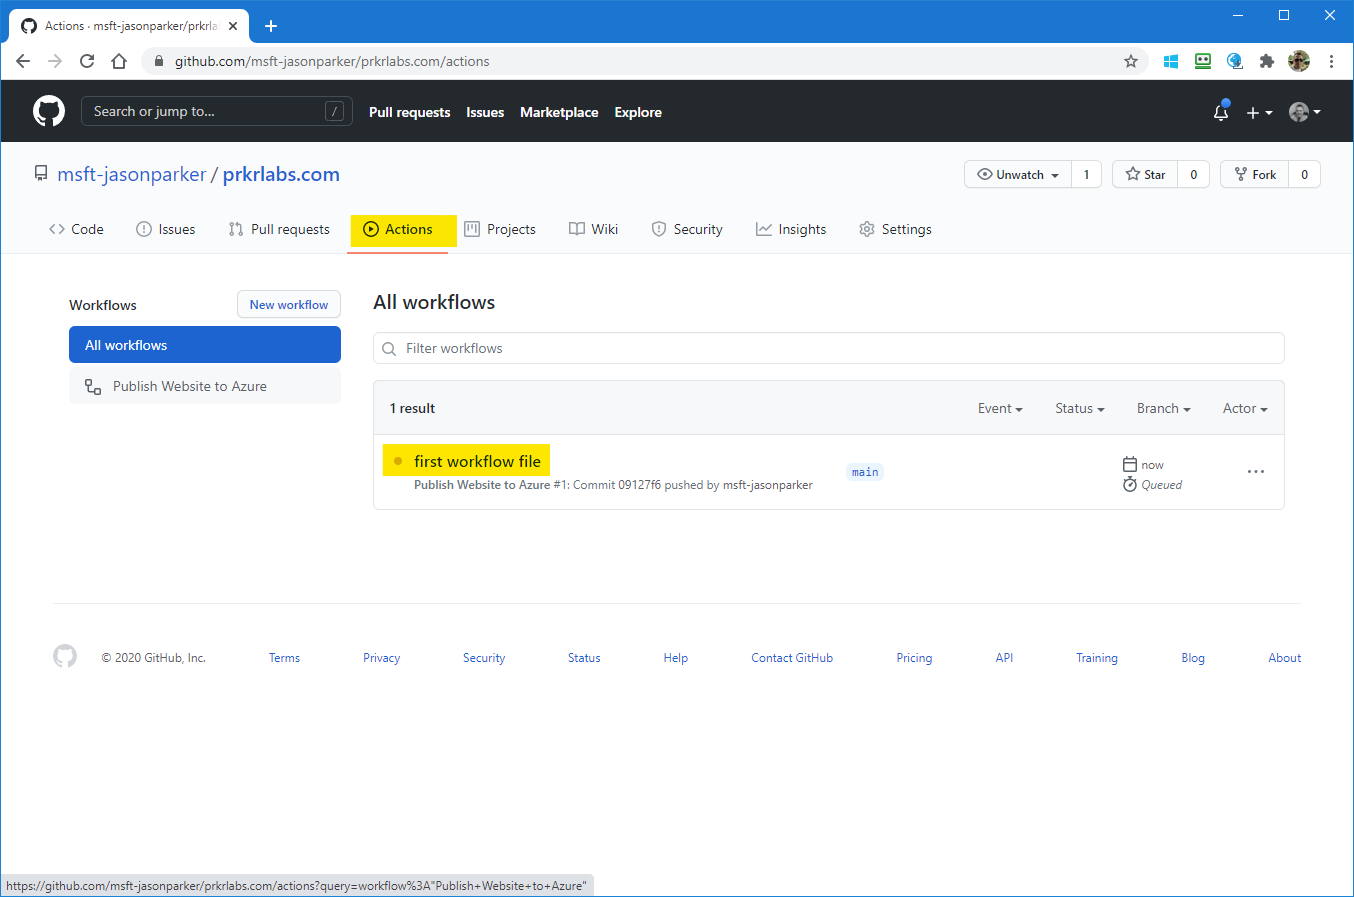 Actions · msft-jasonparker/prkrla
github.com/msft-jasonparker/prkrlabs.com/actions
Search or jump to... / Pull requests Issues Marketplace Explore
msft-jasonparker / prkrlabs.com Unwatch 1 Star 0 Fork 0
Code Issues Pull requests Actions Projects Wiki Security Insights Settings
Workflows New workflow
All workflows
Publish Website to Azure
All workflows
Filter workflows
1 result Event Status Branch Actor
first workflow file
Publish Website to Azure #1: Commit 09127f6 pushed by msft-jasonparker
main
now
Queued
© 2020 GitHub, Inc. Terms Privacy Security Status Help Contact GitHub Pricing API Training Blog About
https://github.com/msft-jasonparker/prkrlabs.com/actions?query=workflow%3A"Publish+Website+to+Azure"